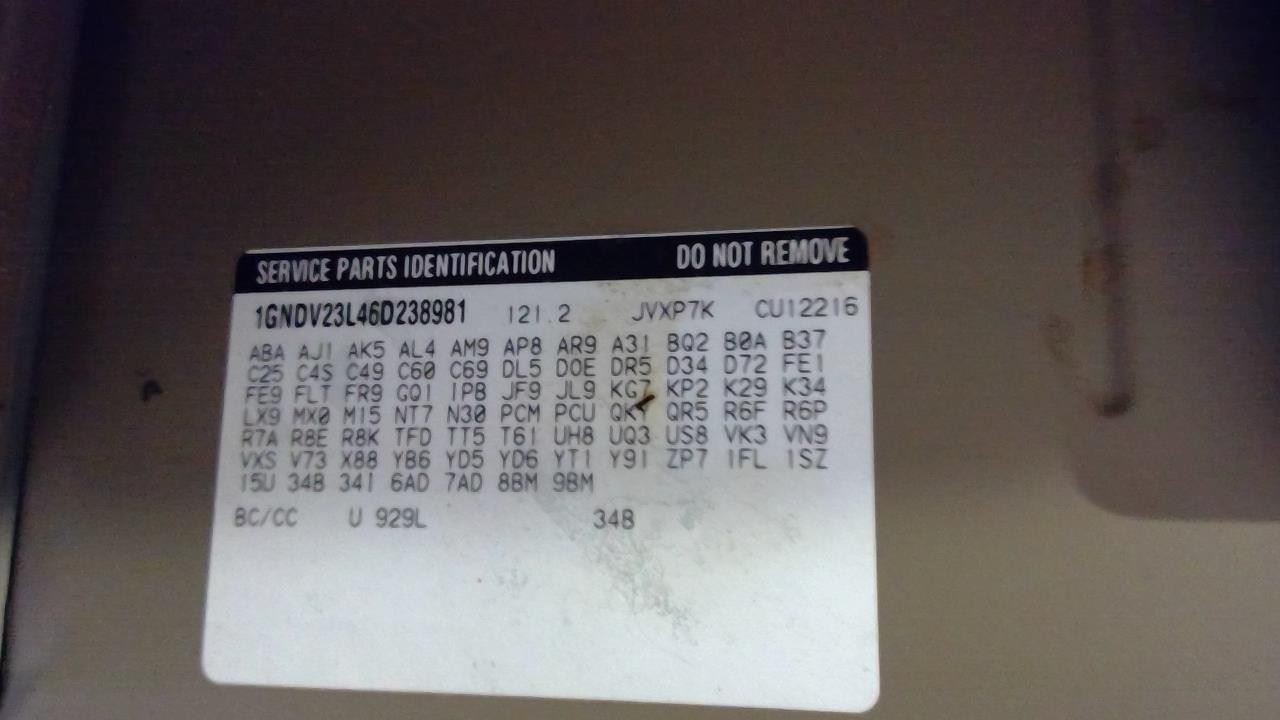 SERVICE PARTS IDENTIFICATION DO NOT REMOVE
1GNDV23L46D238981 121.2 JVXP7K CU12216
ABA AJ1 AK5 AL4 AM9 AP8 AR9 A31 BQ2 B0A B37
C25 C4S C49 C60 C69 DL5 D0E DR5 D34 D72 FE1
FE9 FLT FR9 GQ1 IPB JF9 JL9 KG7 KP2 K29 K34
LX9 MX0 M15 NT7 N30 PCM PCU QR5 R6F R6P
R7A R8E R8K TFD TT5 T61 UH8 UQ3 US8 VK3 VN9
VXS V73 X88 YB6 YD5 YD6 YT1 Y91 ZP7 1FL 1SZ
15U 34B 34I 6AD 7AD 8BM 9BM
BC/CC U 929L 34B